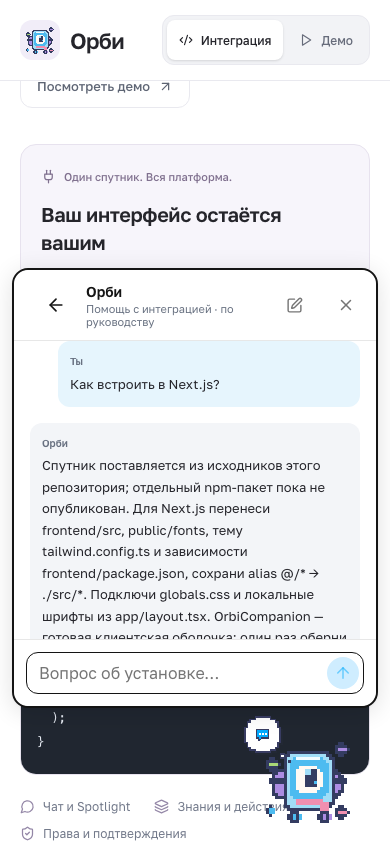 Орби
Интеграция
Демо
Посмотреть демо
Один спутник. Вся платформа.
Ваш интерфейс остаётся
вашим
Орби
Помощь с интеграцией · по
руководству
Ты
Как встроить в Next.js?
Орби
Спутник поставляется из исходников этого
репозитория; отдельный npm-пакет пока не
опубликован. Для Next.js перенеси
frontend/src, public/fonts, тему
tailwind.config.ts и зависимости
frontend/package.json, сохрани alias @/* →
./src/*. Подключи globals.css и локальные
шрифты из app/layout.tsx. OrbiCompanion —
готовая клиентская оболочка: один раз оберни
Вопрос об установке...
);
}
Чат и Spotlight
Знания и действия
Права и подтверждения